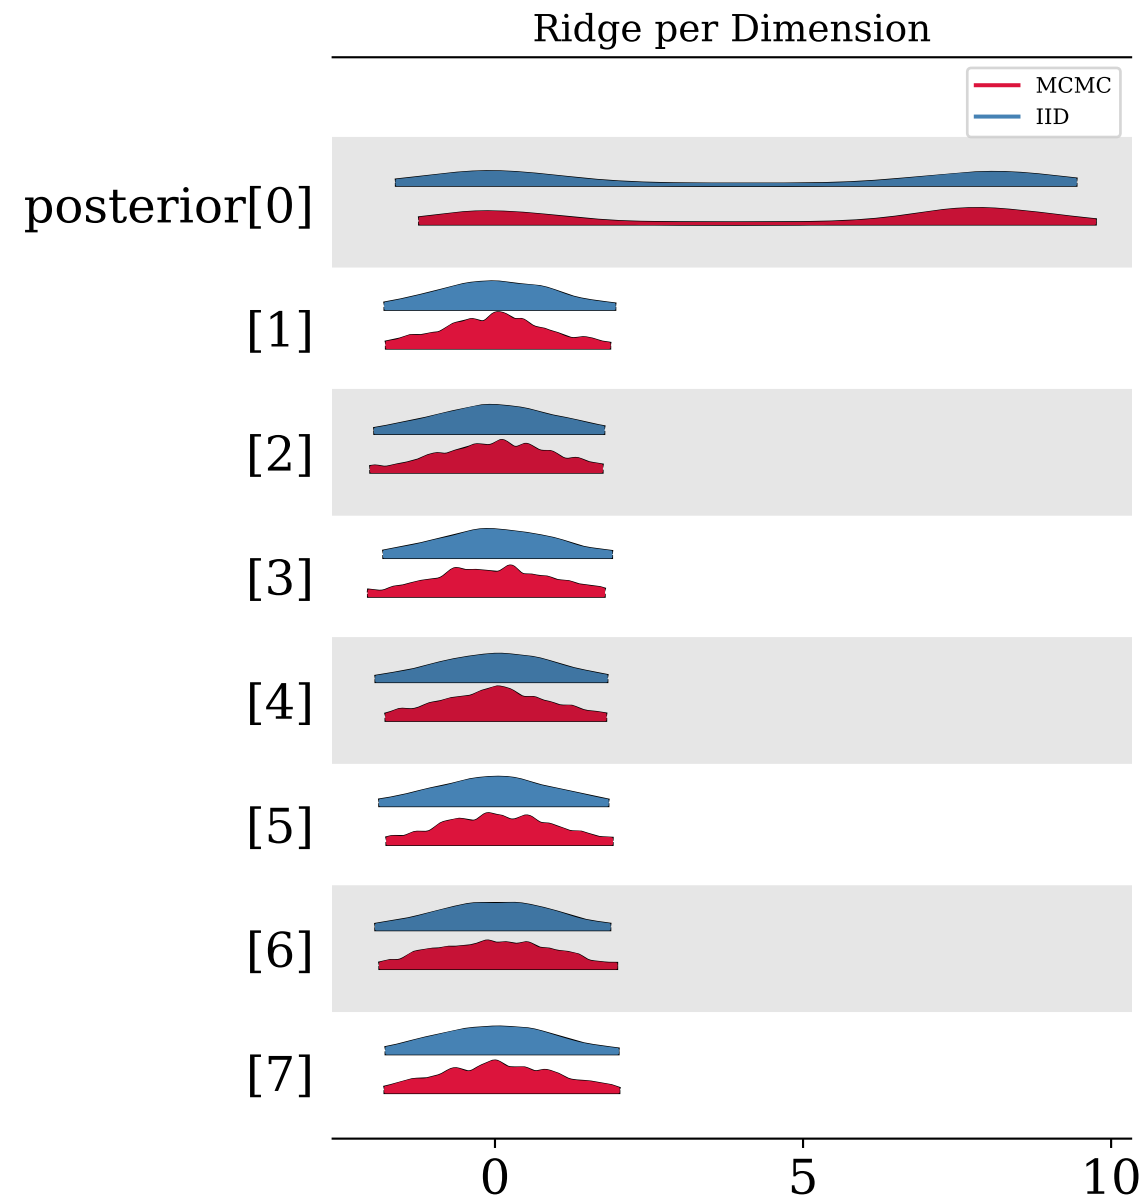 Ridge per Dimension
MCMC
IID
posterior[0]
[1]
[2]
[3]
[4]
[5]
[6]
[7]
0 5 10